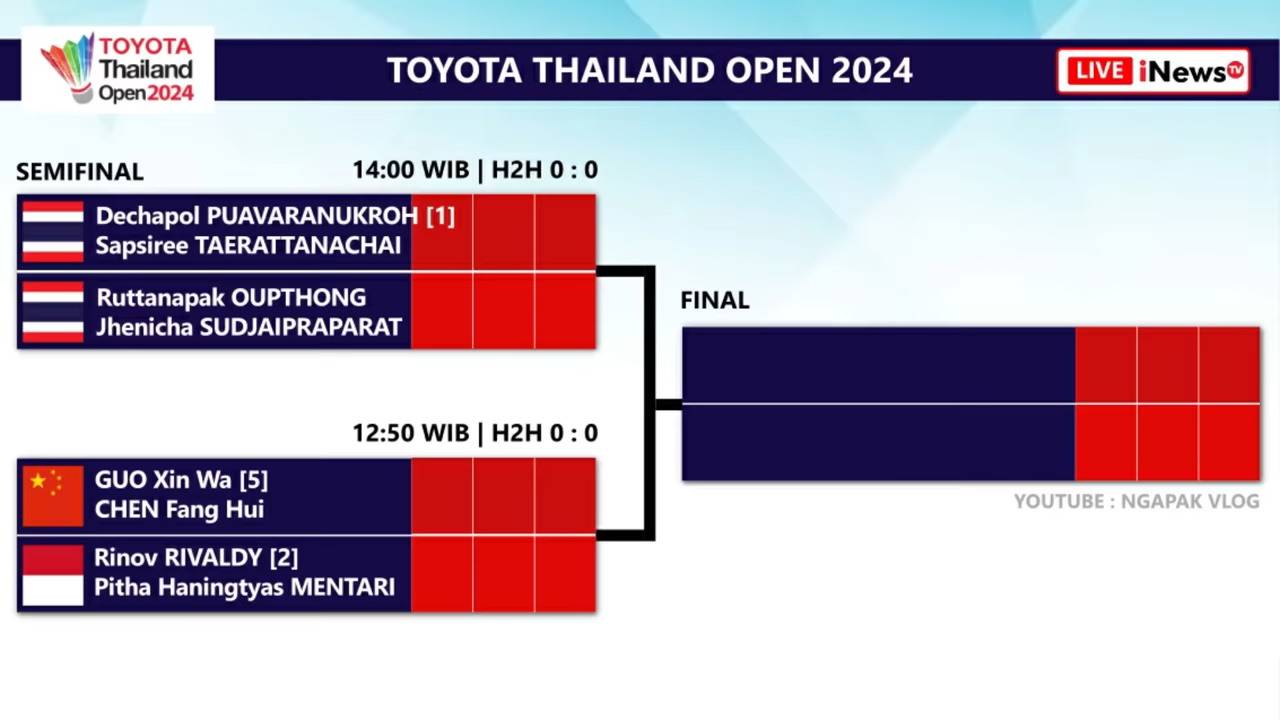 TOYOTA
Thailand
Open2024
TOYOTA THAILAND OPEN 2024
LIVE iNewsTV
SEMIFINAL
14:00 WIB | H2H 0 : 0
Dechapol PUAVARANUKROH [1]
Sapsiree TAERATTANACHAI
Ruttanapak OUPTHONG
Jhenicha SUDJAIPRAPARAT
12:50 WIB | H2H 0 : 0
GUO Xin Wa [5]
CHEN Fang Hui
Rinov RIVALDY [2]
Pitha Haningtyas MENTARI
FINAL
YOUTUBE : NGAPAK VLOG